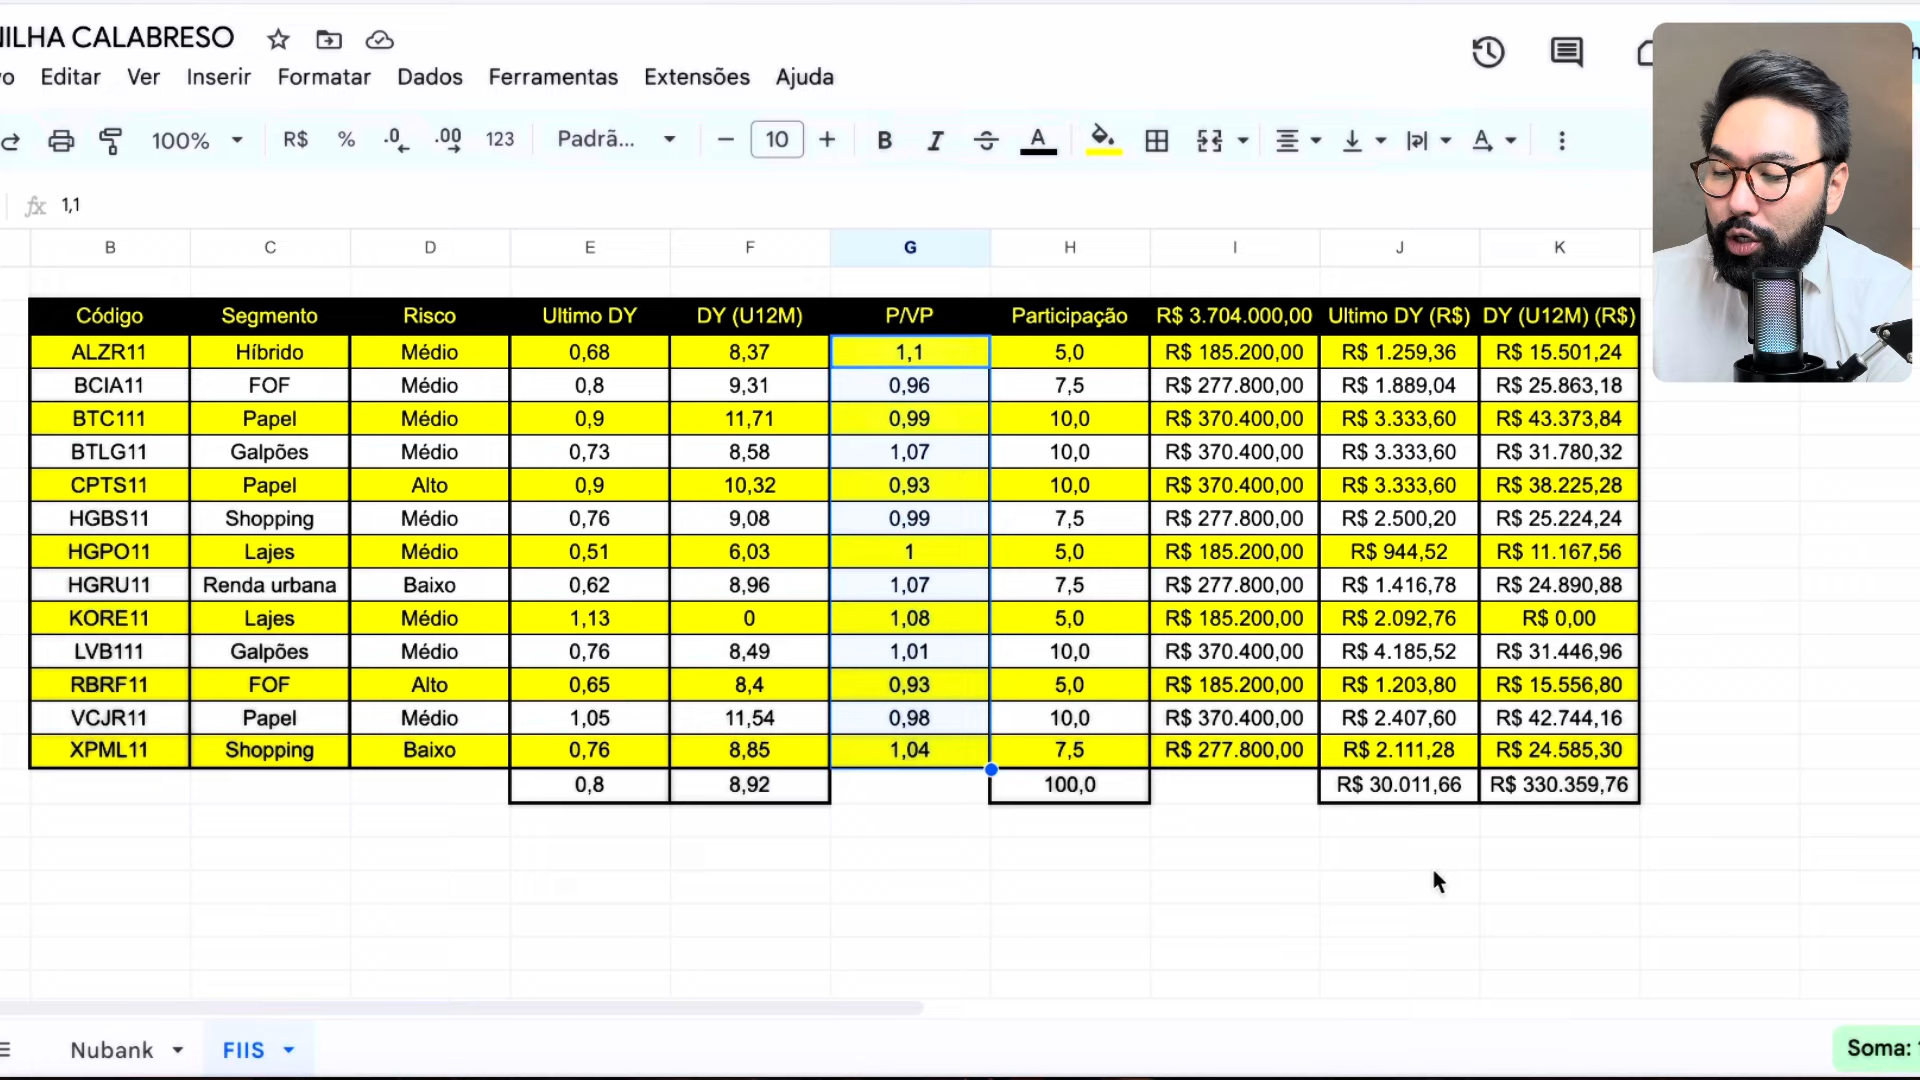 NILHA CALABRESO
vo Editar Ver Inserir Formatar Dados Ferramentas Extensões Ajuda
100% R$ % .0 .00 123 Padrã... − 10 + B I A A
fx 1,1
B C D E F G H I J K
Código Segmento Risco Ultimo DY DY (U12M) P/VP Participação R$ 3.704.000,00 Ultimo DY (R$) DY (U12M) (R$)
ALZR11 Híbrido Médio 0,68 8,37 1,1 5,0 R$ 185.200,00 R$ 1.259,36 R$ 15.501,24
BCIA11 FOF Médio 0,8 9,31 0,96 7,5 R$ 277.800,00 R$ 1.889,04 R$ 25.863,18
BTC111 Papel Médio 0,9 11,71 0,99 10,0 R$ 370.400,00 R$ 3.333,60 R$ 43.373,84
BTLG11 Galpões Médio 0,73 8,58 1,07 10,0 R$ 370.400,00 R$ 3.333,60 R$ 31.780,32
CPTS11 Papel Alto 0,9 10,32 0,93 10,0 R$ 370.400,00 R$ 3.333,60 R$ 38.225,28
HGBS11 Shopping Médio 0,76 9,08 0,99 7,5 R$ 277.800,00 R$ 2.500,20 R$ 25.224,24
HGPO11 Lajes Médio 0,51 6,03 1 5,0 R$ 185.200,00 R$ 944,52 R$ 11.167,56
HGRU11 Renda urbana Baixo 0,62 8,96 1,07 7,5 R$ 277.800,00 R$ 1.416,78 R$ 24.890,88
KORE11 Lajes Médio 1,13 0 1,08 5,0 R$ 185.200,00 R$ 2.092,76 R$ 0,00
LVB111 Galpões Médio 0,76 8,49 1,01 10,0 R$ 370.400,00 R$ 4.185,52 R$ 31.446,96
RBRF11 FOF Alto 0,65 8,4 0,93 5,0 R$ 185.200,00 R$ 1.203,80 R$ 15.556,80
VCJR11 Papel Médio 1,05 11,54 0,98 10,0 R$ 370.400,00 R$ 2.407,60 R$ 42.744,16
XPML11 Shopping Baixo 0,76 8,85 1,04 7,5 R$ 277.800,00 R$ 2.111,28 R$ 24.585,30
0,8 8,92 100,0 R$ 30.011,66 R$ 330.359,76
Nubank FIIS Soma: